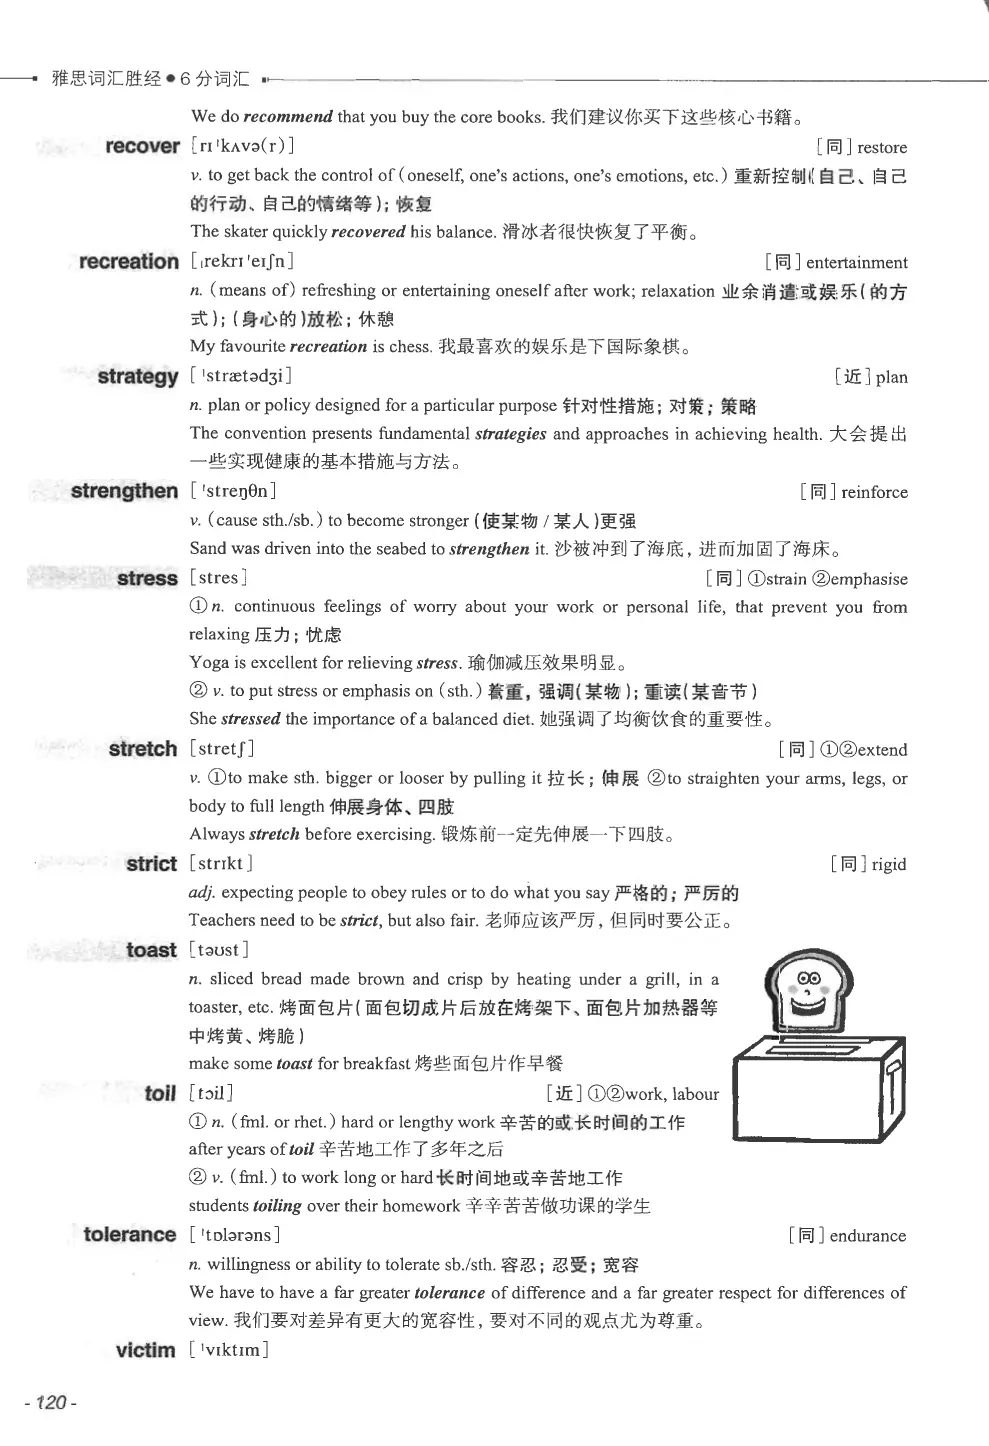 雅思词汇胜经●6分词汇
We do recommend that you buy the core books. 我们建议你买下这些核心书籍。
recover [rɪˈkʌvə(r)] [同] restore
v. to get back the control of (oneself, one's actions, one's emotions, etc.) 重新控制(自己、自己
的行动、自己的情绪等); 恢复
The skater quickly recovered his balance. 滑冰者很快恢复了平衡。
recreation [ˌrekrɪˈeɪʃn] [同] entertainment
n. (means of) refreshing or entertaining oneself after work; relaxation 业余消遣或娱乐(的方
式); (身心的)放松; 休憩
My favourite recreation is chess. 我最喜欢的娱乐是下国际象棋。
strategy [ˈstrætədʒi] [近] plan
n. plan or policy designed for a particular purpose 针对性措施; 对策; 策略
The convention presents fundamental strategies and approaches in achieving health. 大会提出
一些实现健康的基本措施与方法。
strengthen [ˈstreŋθn] [同] reinforce
v. (cause sth./sb.) to become stronger (使某物/某人)更强
Sand was driven into the seabed to strengthen it. 沙被冲到了海底, 进而加固了海床。
stress [stres] [同] ①strain ②emphasise
① n. continuous feelings of worry about your work or personal life, that prevent you from
relaxing 压力; 忧虑
Yoga is excellent for relieving stress. 瑜伽减压效果明显。
② v. to put stress or emphasis on (sth.) 着重, 强调(某物); 重读(某音节)
She stressed the importance of a balanced diet. 她强调了均衡饮食的重要性。
stretch [stretʃ] [同] ①②extend
v. ①to make sth. bigger or looser by pulling it 拉长; 伸展 ②to straighten your arms, legs, or
body to full length 伸展身体、四肢
Always stretch before exercising. 锻炼前一定先伸展一下四肢。
strict [strɪkt] [同] rigid
adj. expecting people to obey rules or to do what you say 严格的; 严厉的
Teachers need to be strict, but also fair. 老师应该严厉, 但同时要公正。
toast [təʊst]
n. sliced bread made brown and crisp by heating under a grill, in a
toaster, etc. 烤面包片(面包切成片后放在烤架下、面包片加热器等
中烤黄、烤脆)
make some toast for breakfast 烤些面包片作早餐
toil [tɔil] [近] ①②work, labour
① n. (fml. or rhet.) hard or lengthy work 辛苦的或长时间的工作
after years of toil 辛苦地工作了多年之后
② v. (fml.) to work long or hard 长时间地或辛苦地工作
students toiling over their homework 辛辛苦苦做功课的学生
tolerance [ˈtɒlərəns] [同] endurance
n. willingness or ability to tolerate sb./sth. 容忍; 忍受; 宽容
We have to have a far greater tolerance of difference and a far greater respect for differences of
view. 我们要对差异有更大的宽容性, 要对不同的观点尤为尊重。
victim [ˈvɪktɪm]
- 120 -